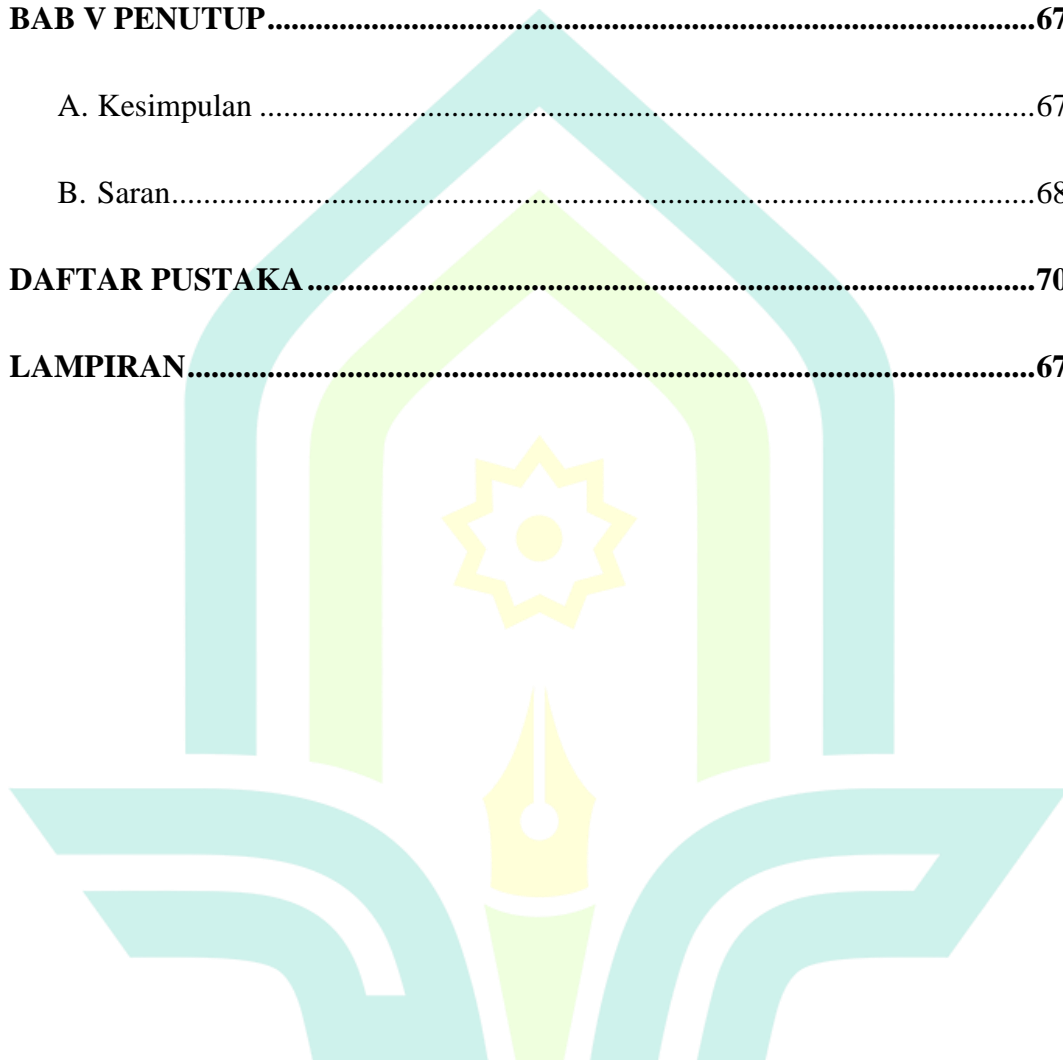 BAB V PENUTUP.......................................................................................................67
A. Kesimpulan ..................................................................................................67
B. Saran.............................................................................................................68
DAFTAR PUSTAKA.................................................................................................70
LAMPIRAN................................................................................................................67